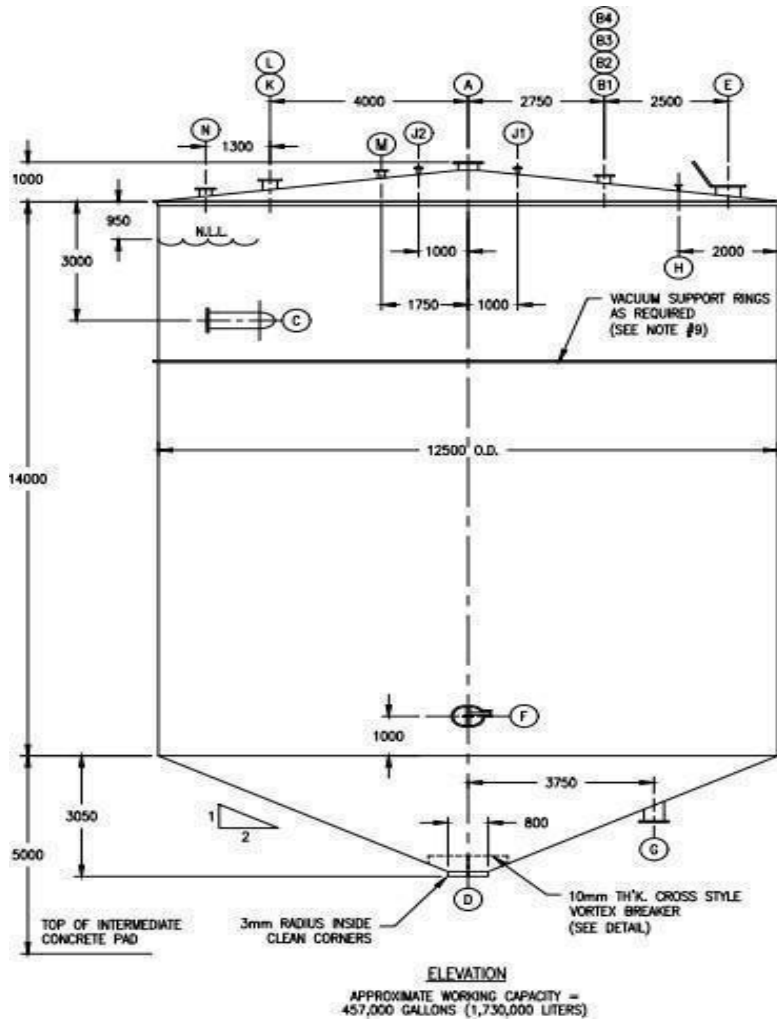 B4
B3
B2
B1
L
K
A
E
4000
2750
2500
N
1300
M
J2
J1
1000
950
N.L.L.
3000
1000
2000
H
1750
1000
C
VACUUM SUPPORT RINGS
AS REQUIRED
(SEE NOTE #9)
12500 O.D.
14000
F
1000
3750
3050
1
2
800
5000
G
D
TOP OF INTERMEDIATE
CONCRETE PAD
3mm RADIUS INSIDE
CLEAN CORNERS
10mm TH'K. CROSS STYLE
VORTEX BREAKER
(SEE DETAIL)
ELEVATION
APPROXIMATE WORKING CAPACITY =
457,000 GALLONS (1,730,000 LITERS)